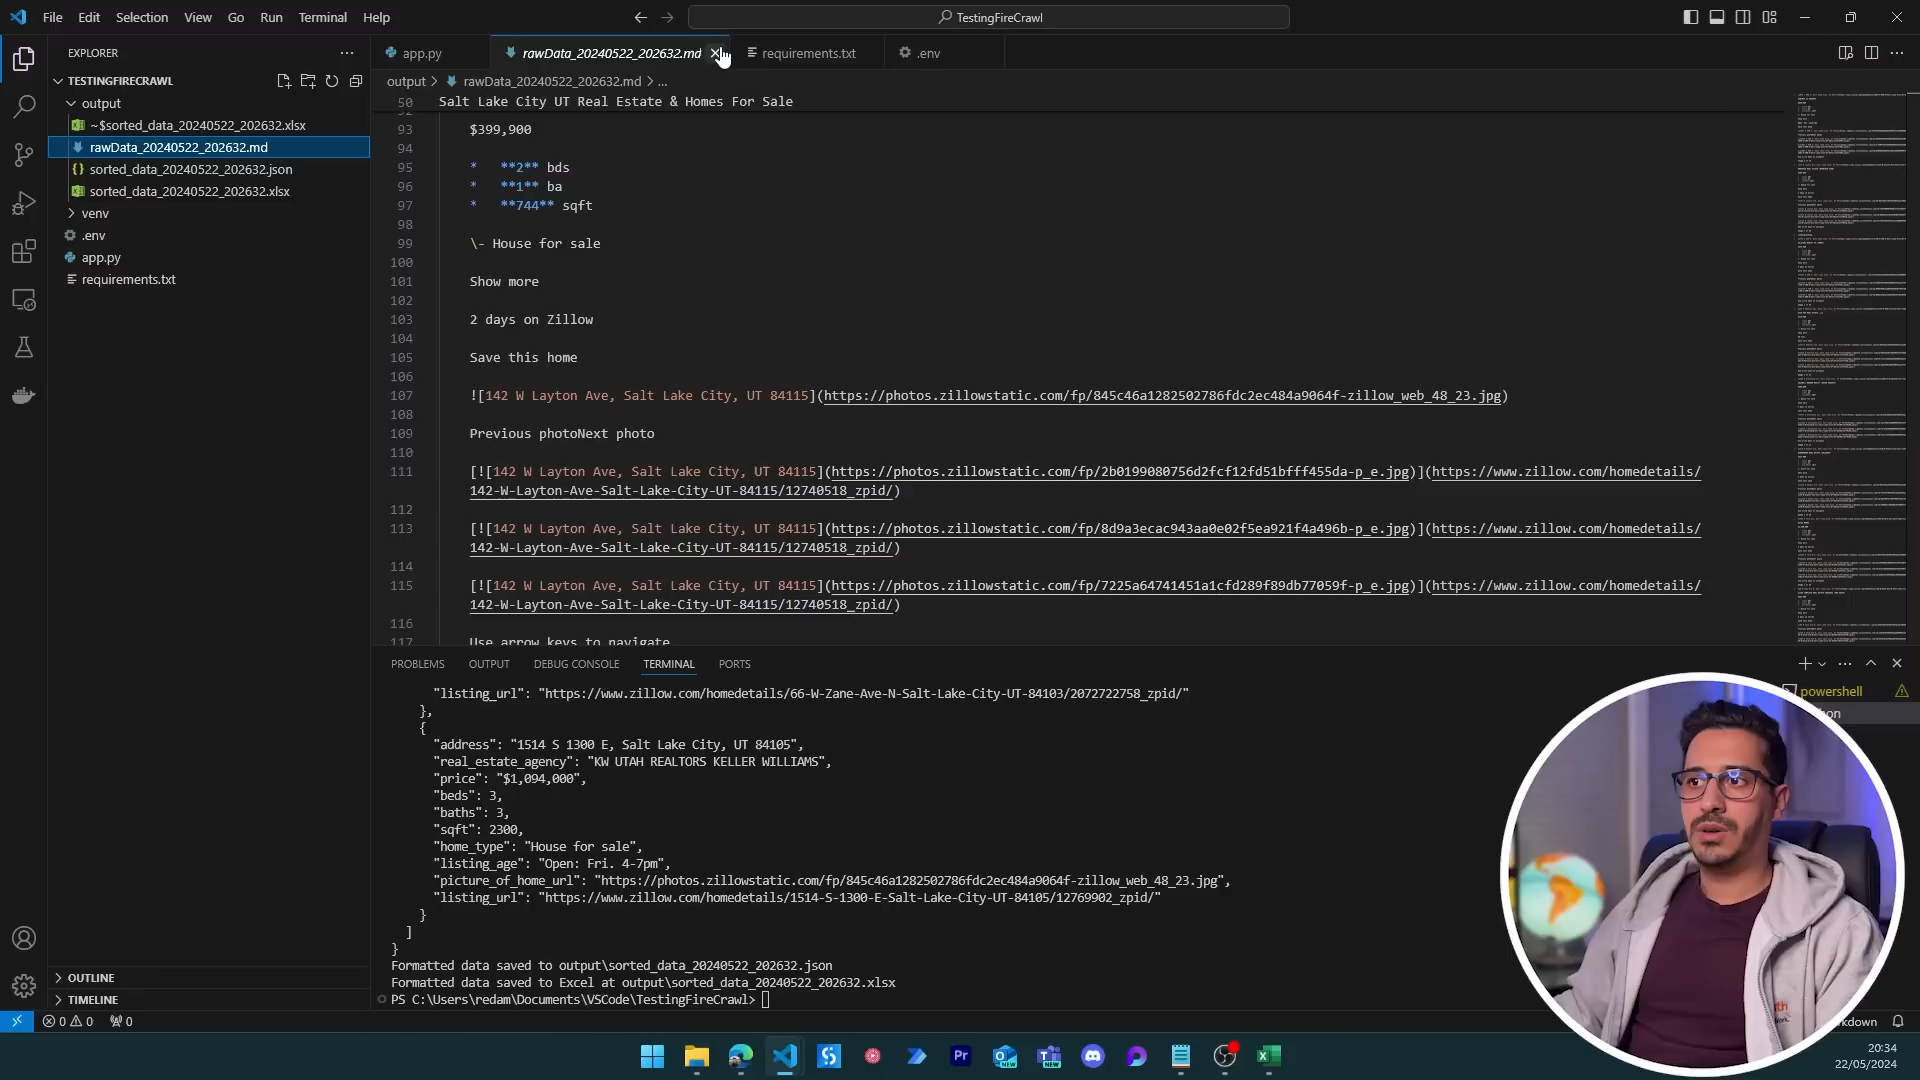 File Edit Selection View Go Run Terminal Help
TestingFireCrawl
EXPLORER
TESTINGFIRECRAWL
output
~$sorted_data_20240522_202632.xlsx
rawData_20240522_202632.md
sorted_data_20240522_202632.json
sorted_data_20240522_202632.xlsx
venv
.env
app.py
requirements.txt
OUTLINE
TIMELINE
app.py rawData_20240522_202632.md requirements.txt .env
output > rawData_20240522_202632.md > ...
50 Salt Lake City UT Real Estate & Homes For Sale
93 $399,900
94
95 * **2** bds
96 * **1** ba
97 * **744** sqft
98
99 \- House for sale
100
101 Show more
102
103 2 days on Zillow
104
105 Save this home
106
107 ![142 W Layton Ave, Salt Lake City, UT 84115](https://photos.zillowstatic.com/fp/845c46a1282502786fdc2ec484a9064f-zillow_web_48_23.jpg)
108
109 Previous photoNext photo
110
111 [![142 W Layton Ave, Salt Lake City, UT 84115](https://photos.zillowstatic.com/fp/2b0199080756d2fcf12fd51bfff455da-p_e.jpg)](https://www.zillow.com/homedetails/
142-W-Layton-Ave-Salt-Lake-City-UT-84115/12740518_zpid/)
112
113 [![142 W Layton Ave, Salt Lake City, UT 84115](https://photos.zillowstatic.com/fp/8d9a3ecac943aa0e02f5ea921f4a496b-p_e.jpg)](https://www.zillow.com/homedetails/
142-W-Layton-Ave-Salt-Lake-City-UT-84115/12740518_zpid/)
114
115 [![142 W Layton Ave, Salt Lake City, UT 84115](https://photos.zillowstatic.com/fp/7225a64741451a1cfd289f89db77059f-p_e.jpg)](https://www.zillow.com/homedetails/
142-W-Layton-Ave-Salt-Lake-City-UT-84115/12740518_zpid/)
116
117 Use arrow keys to navigate
PROBLEMS OUTPUT DEBUG CONSOLE TERMINAL PORTS
powershell
"listing_url": "https://www.zillow.com/homedetails/66-W-Zane-Ave-N-Salt-Lake-City-UT-84103/2072722758_zpid/"
},
{
"address": "1514 S 1300 E, Salt Lake City, UT 84105",
"real_estate_agency": "KW UTAH REALTORS KELLER WILLIAMS",
"price": "$1,094,000",
"beds": 3,
"baths": 3,
"sqft": 2300,
"home_type": "House for sale",
"listing_age": "Open: Fri. 4-7pm",
"picture_of_home_url": "https://photos.zillowstatic.com/fp/845c46a1282502786fdc2ec484a9064f-zillow_web_48_23.jpg",
"listing_url": "https://www.zillow.com/homedetails/1514-S-1300-E-Salt-Lake-City-UT-84105/12769902_zpid/"
}
]
}
Formatted data saved to output\sorted_data_20240522_202632.json
Formatted data saved to Excel at output\sorted_data_20240522_202632.xlsx
PS C:\Users\redam\Documents\VSCode\TestingFireCrawl>
0 0 0
20:34
22/05/2024